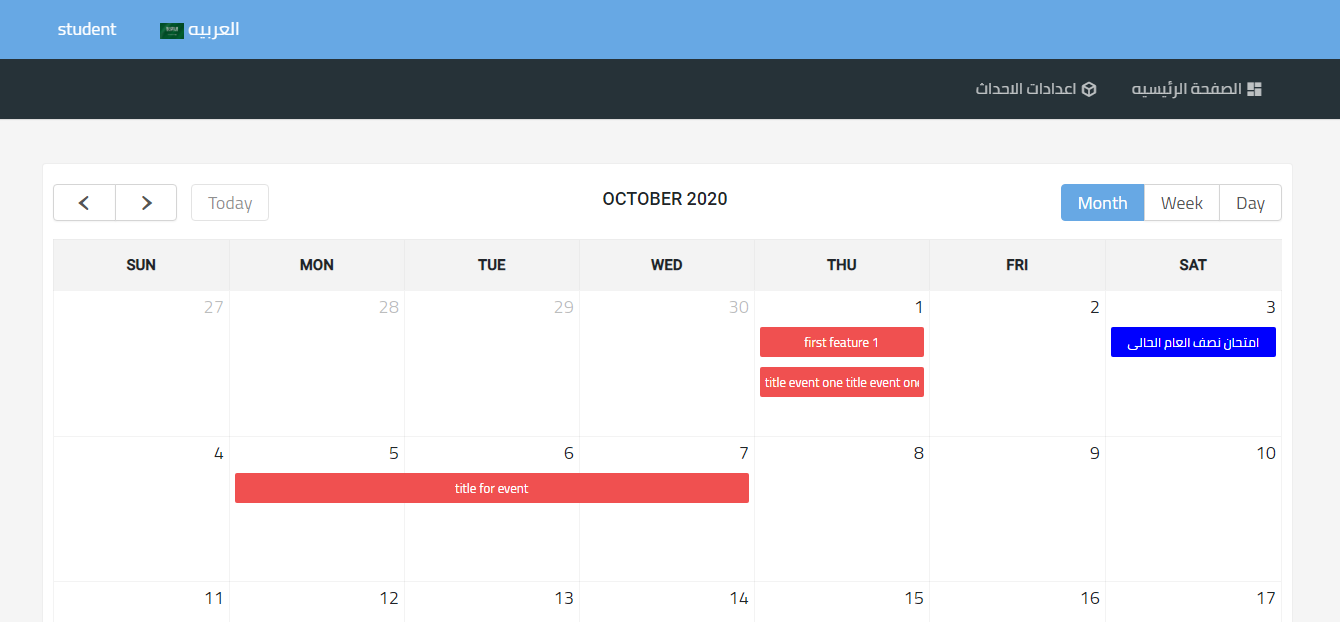 student العربيه
الصفحة الرئيسيه اعدادات الاحداث
Today OCTOBER 2020 Month Week Day
SUN MON TUE WED THU FRI SAT
27 28 29 30 1 2 3
first feature 1 امتحان نصف العام الحالى
title event one title event one
4 5 6 7 8 9 10
title for event
11 12 13 14 15 16 17